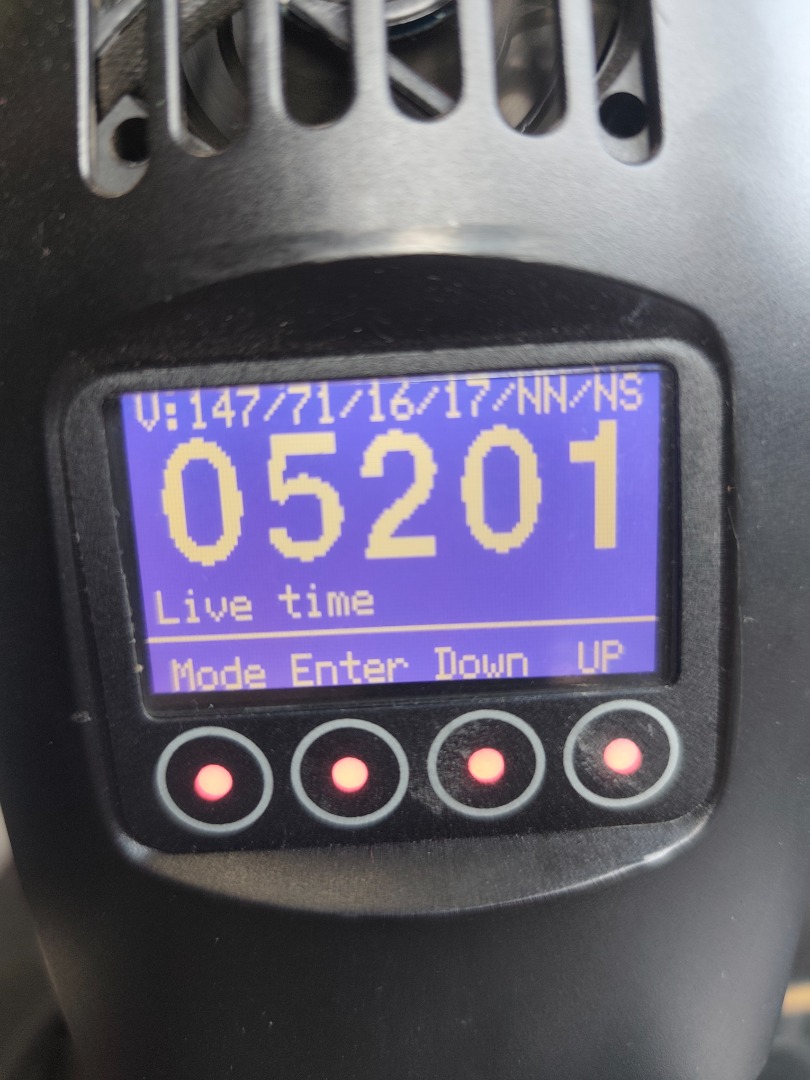 V:147/71/16/17/NN/NS
05201
Live time
Mode Enter Down UP